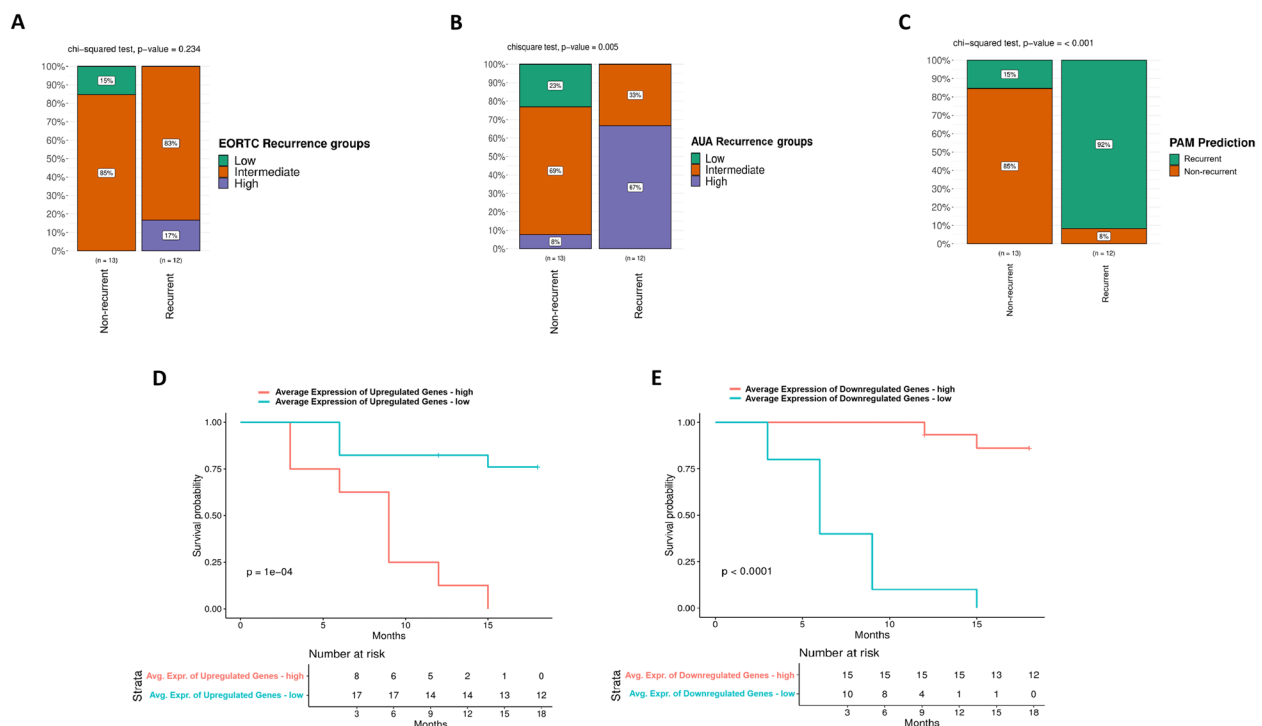 A
chi-squared test, p-value = 0.234
100%
90%
80%
70%
60%
50%
40%
30%
20%
10%
0%
15%
85%
83%
17%
(n = 13)
(n = 12)
Non-recurrent
Recurrent
EORTC Recurrence groups
Low
Intermediate
High
B
chisquare test, p-value = 0.005
100%
90%
80%
70%
60%
50%
40%
30%
20%
10%
0%
23%
69%
8%
33%
67%
(n = 13)
(n = 12)
Non-recurrent
Recurrent
AUA Recurrence groups
Low
Intermediate
High
C
chi-squared test, p-value = < 0.001
100%
90%
80%
70%
60%
50%
40%
30%
20%
10%
0%
15%
85%
92%
8%
(n = 13)
(n = 12)
Non-recurrent
Recurrent
PAM Prediction
Recurrent
Non-recurrent
D
Average Expression of Upregulated Genes - high
Average Expression of Upregulated Genes - low
Survival probability
1.00
0.75
0.50
0.25
0.00
p = 1e-04
0 5 10 15
Months
Number at risk
Strata
Avg. Expr. of Upregulated Genes - high 8 6 5 2 1 0
Avg. Expr. of Upregulated Genes - low 17 17 14 14 13 12
3 6 9 12 15 18
Months
E
Average Expression of Downregulated Genes - high
Average Expression of Downregulated Genes - low
Survival probability
1.00
0.75
0.50
0.25
0.00
p < 0.0001
0 5 10 15
Months
Number at risk
Strata
Avg. Expr. of Downregulated Genes - high 15 15 15 15 13 12
Avg. Expr. of Downregulated Genes - low 10 8 4 1 1 0
3 6 9 12 15 18
Months